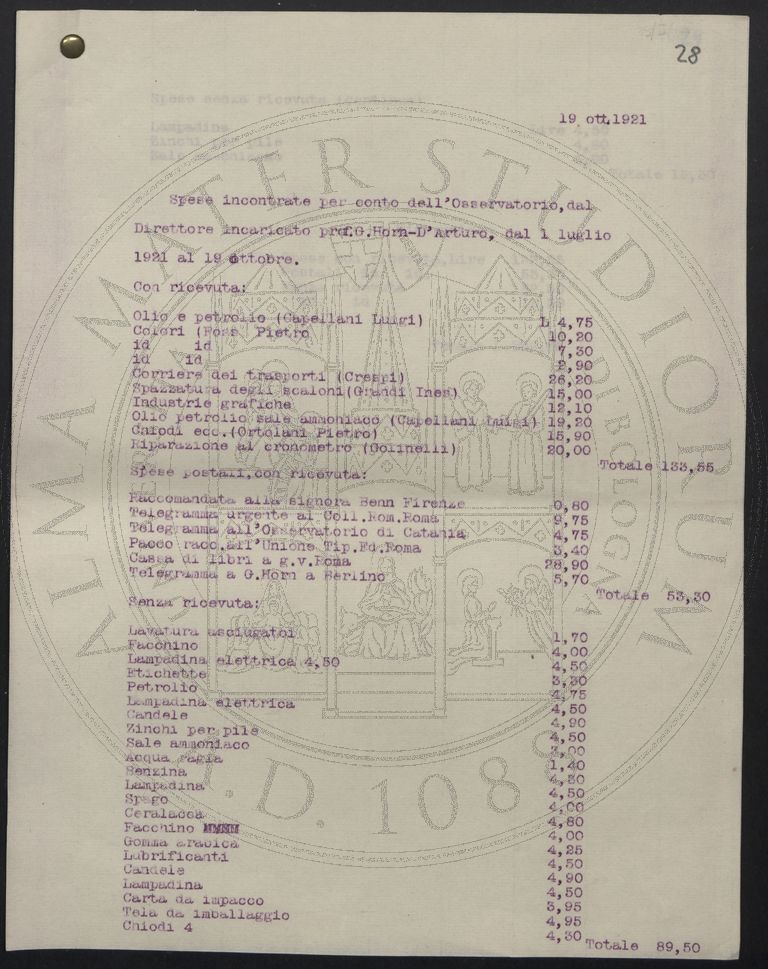 28
19 ott.1921
Spese incontrate per conto dell'Osservatorio,dal
Direttore incaricato prof.G.Horn-D'Arturo, dal 1 luglio
1921 al 19 ottobre.
Con ricevuta:
Olio e petrolio (Capellani Luigi) L 4,75
Colori (Foss Pietro 10,20
id id 7,30
id id 2,90
Corriere dei trasporti (Crespi) 26,20
Spazzatura degli scaloni(Grandi Ines) 15,00
Industrie grafiche 12,10
Olio petrolio sale ammoniaco (Capellani Luigi) 19,20
Chiodi ecc.(Ortolani Pietro) 15,90
Riparazione al cronometro (Golinelli) 20,00
Totale 133,55
Spese postali,con ricevuta:
Raccomandata alla signora Benn Firenze 0,80
Telegramma urgente al Coll.Rom.Roma 9,75
Telegramma all'Osservatorio di Catania 4,75
Pacco racc.all'Unione Tip.Ed.Roma 3,40
Cassa di libri a g.v.Roma 28,90
Telegramma a G.Horn a Berlino 5,70
Totale 53,30
Senza ricevuta:
Lavatura asciugatoi 1,70
Facchino 4,00
Lampadina elettrica 4,50 4,50
Etichette 3,30
Petrolio 4,75
Lampadina elettrica 4,50
Candele 4,90
Zinchi per pile 4,50
Sale ammoniaco 3,00
Acqua ragia 1,40
Benzina 4,30
Lampadina 4,50
Spago 4,00
Ceralacca 4,80
Facchino 4,00
Gomma arabica 4,25
Lubrificanti 4,50
Candele 4,90
Lampadina 4,50
Carta da impacco 3,95
Tela da imballaggio 4,95
Chiodi 4 4,30
Totale 89,50
ALMA MATER STUDIORUM
A.D. 1088